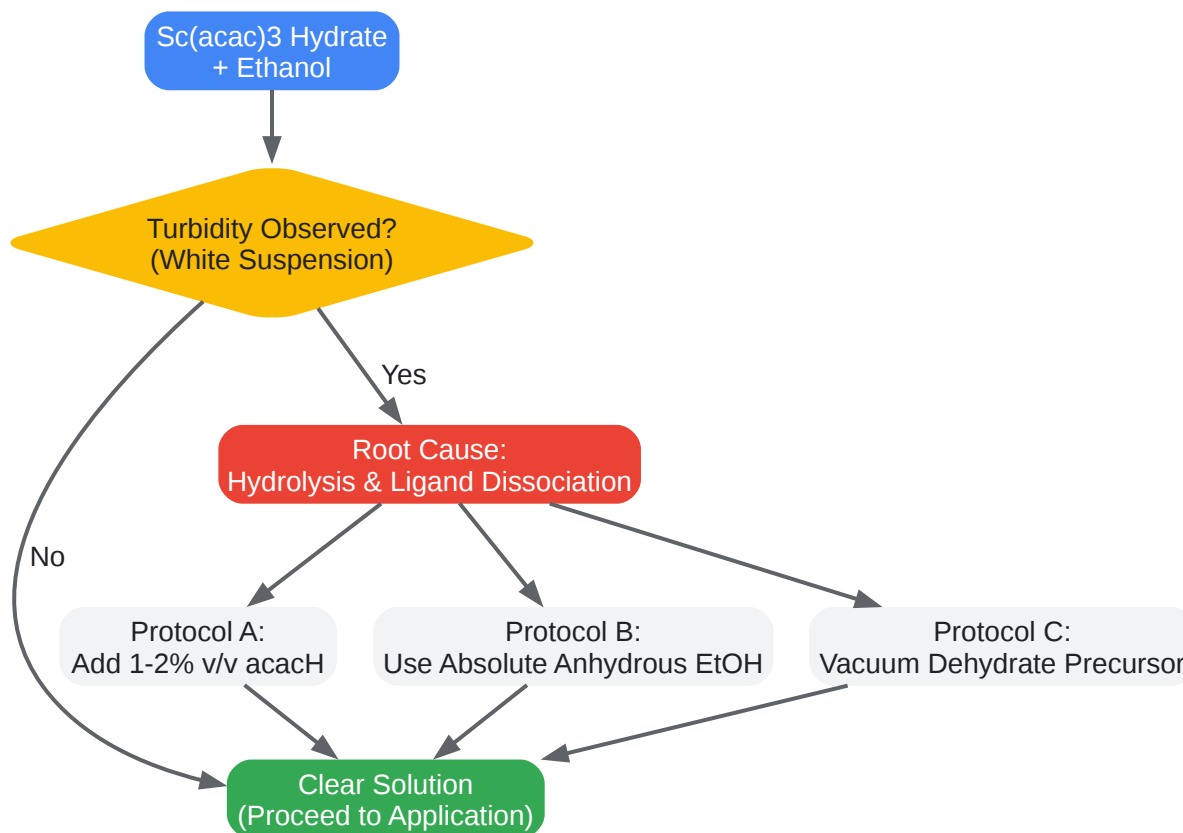 Sc(acac)3 Hydrate
+ Ethanol
Turbidity Observed?
(White Suspension)
Yes
Root Cause:
Hydrolysis & Ligand Dissociation
No
Protocol A:
Add 1-2% v/v acacH
Protocol B:
Use Absolute Anhydrous EtOH
Protocol C:
Vacuum Dehydrate Precursor
Clear Solution
(Proceed to Application)